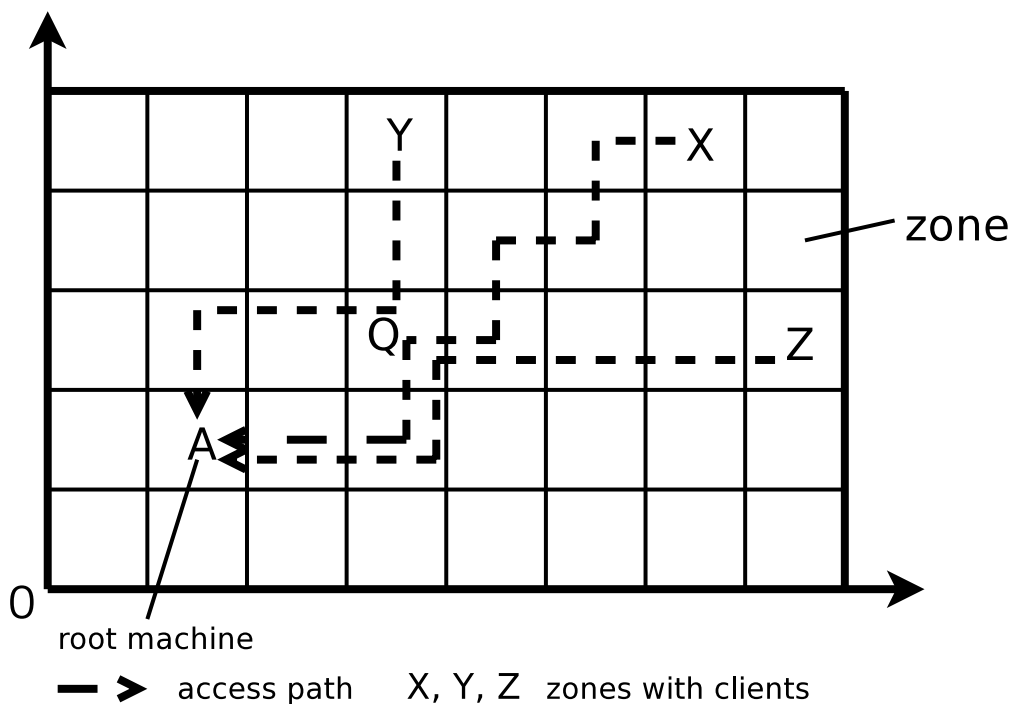 Y
X
zone
Q
Z
A
0
root machine
access path X, Y, Z zones with clients